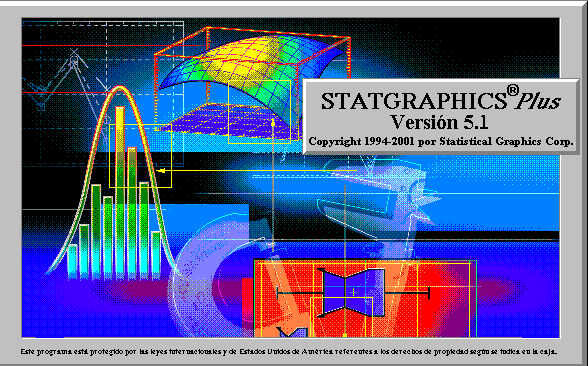 STATGRAPHICS® Plus
Versión 5.1
Copyright 1994-2001 por Statistical Graphics Corp.
Este programa está protegido por las leyes internacionales y de Estados Unidos de América referentes a los derechos de propiedad según se indica en la caja.